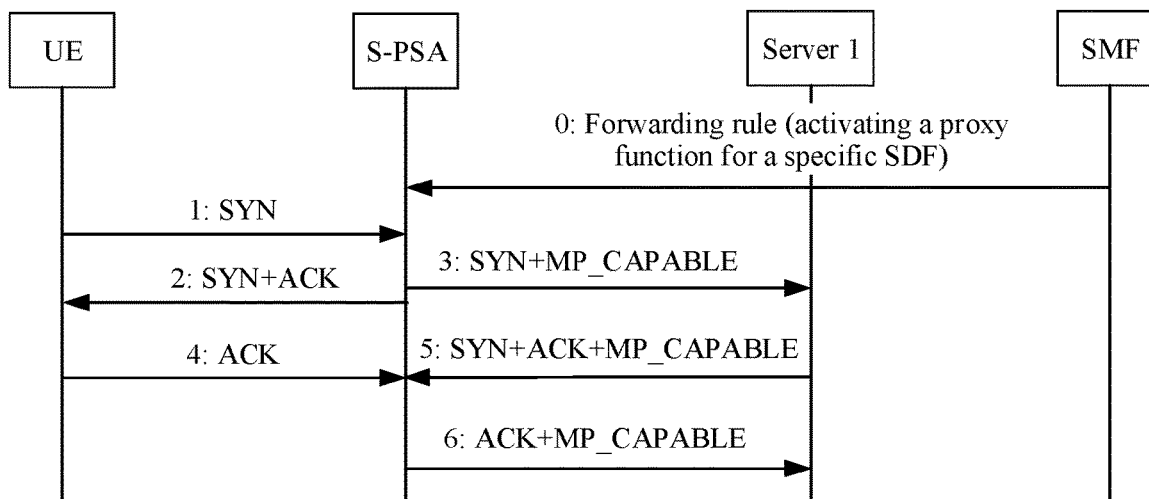 UE
S-PSA
Server 1
SMF
0: Forwarding rule (activating a proxy
function for a specific SDF)
1: SYN
2: SYN+ACK
3: SYN+MP_CAPABLE
4: ACK
5: SYN+ACK+MP_CAPABLE
6: ACK+MP_CAPABLE